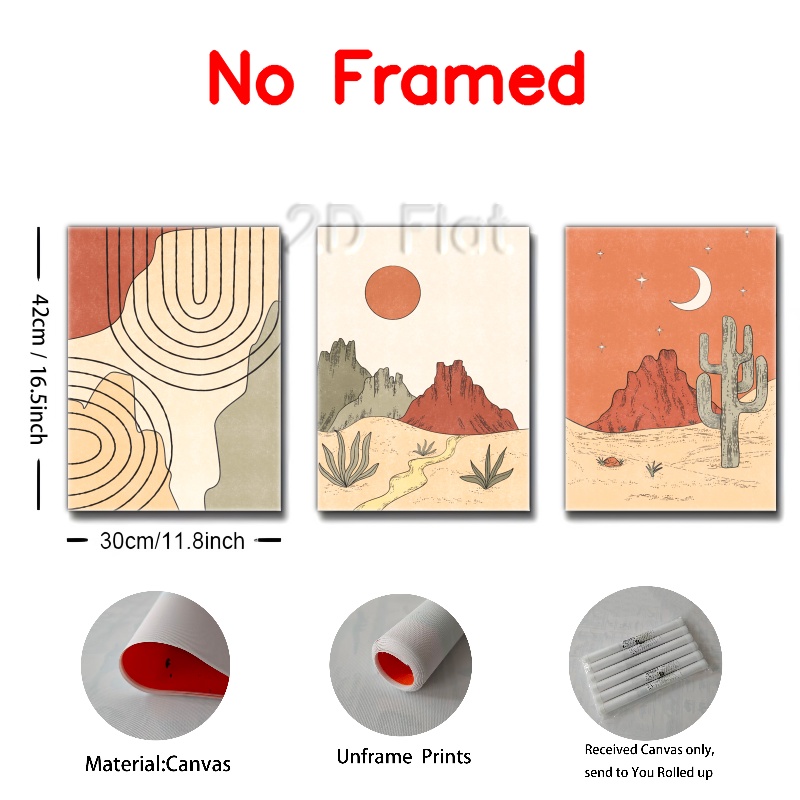 No Framed
2D Flat
42cm / 16.5inch
30cm/11.8inch
Material:Canvas
Unframe Prints
Received Canvas only,
send to You Rolled up